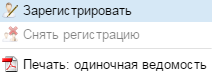 Зарегистрировать
Снять регистрацию
Печать: одиночная ведомость